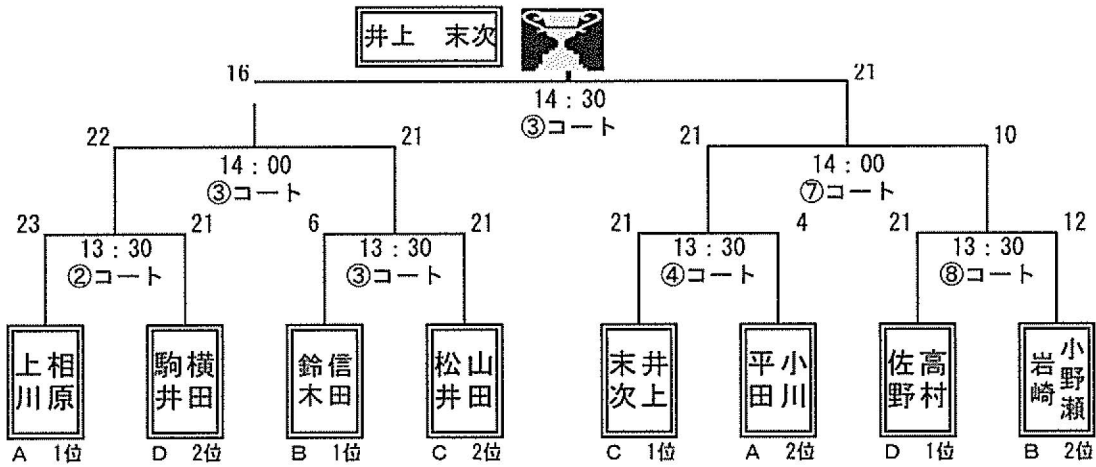 井上 末次
16 21
14:30
③コート
22 21 21 10
14:00 14:00
③コート ⑦コート
23 21 6 21 21 4 21 12
13:30 13:30 13:30 13:30
②コート ③コート ④コート ⑧コート
相原 上川
横田 駒井
信田 鈴木
山田 松井
井上 末次
小川 平田
高村 佐野
小野瀬 岩崎
A 1位 D 2位 B 1位 C 2位 C 1位 A 2位 D 1位 B 2位